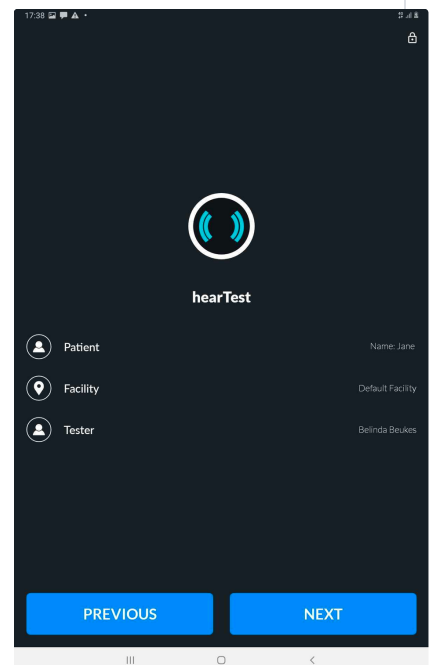 17:38
hearTest
Patient Name: Jane
Facility Default Facility
Tester Belinda Beukes
PREVIOUS NEXT